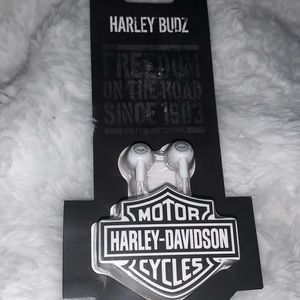 HARLEY BUDZ
FREEDOM
ON THE ROAD
SINCE 1903
MOTOR
HARLEY-DAVIDSON
CYCLES